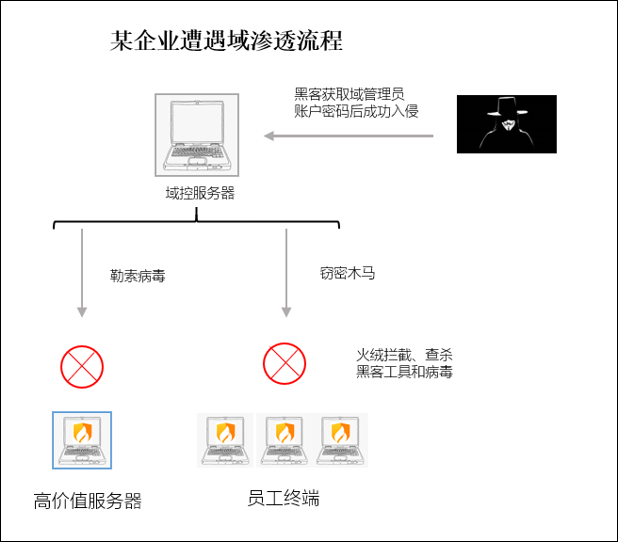 某企业遭遇域渗透流程
黑客获取域管理员
账户密码后成功入侵
域控服务器
勒索病毒
窃密木马
火绒拦截、查杀
黑客工具和病毒
高价值服务器
员工终端